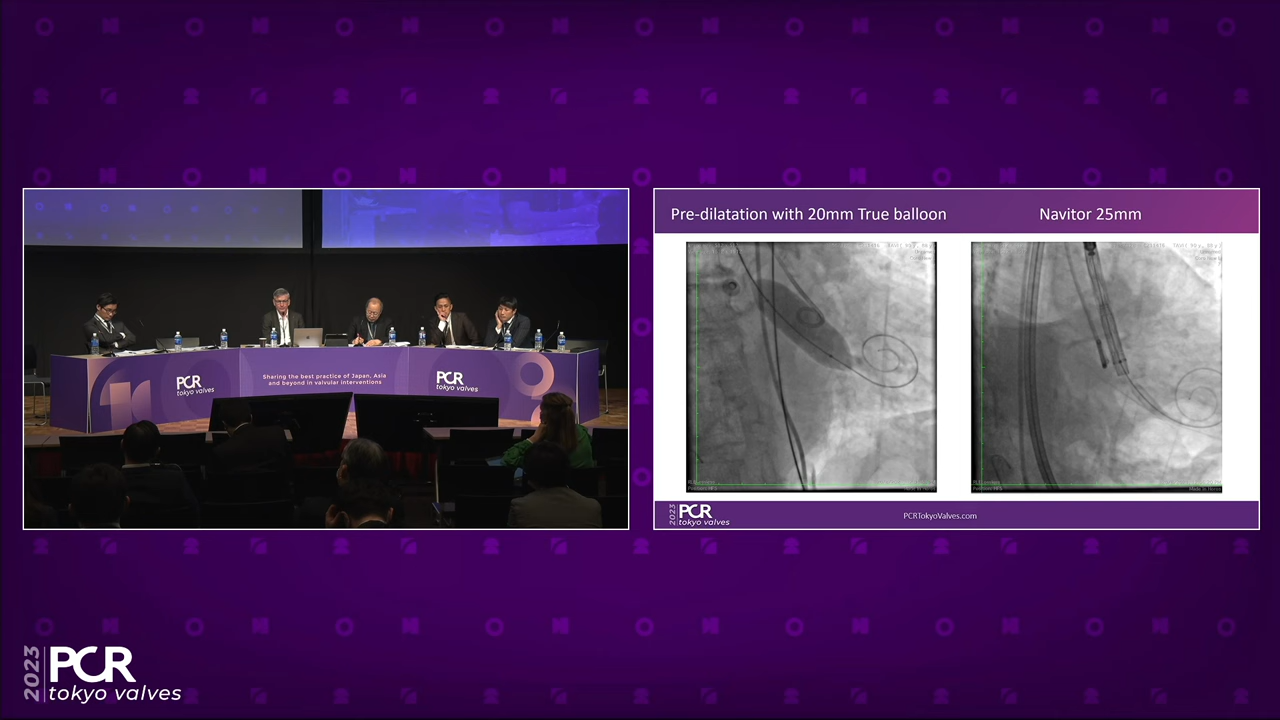 PCR
tokyo valves
Sharing the best practice of Japan, Asia
and beyond in valvular interventions
PCR
tokyo valves
Pre-dilatation with 20mm True balloon
Navitor 25mm
2023 PCR
tokyo valves
PCRTokyoValves.com
2023 PCR
tokyo valves